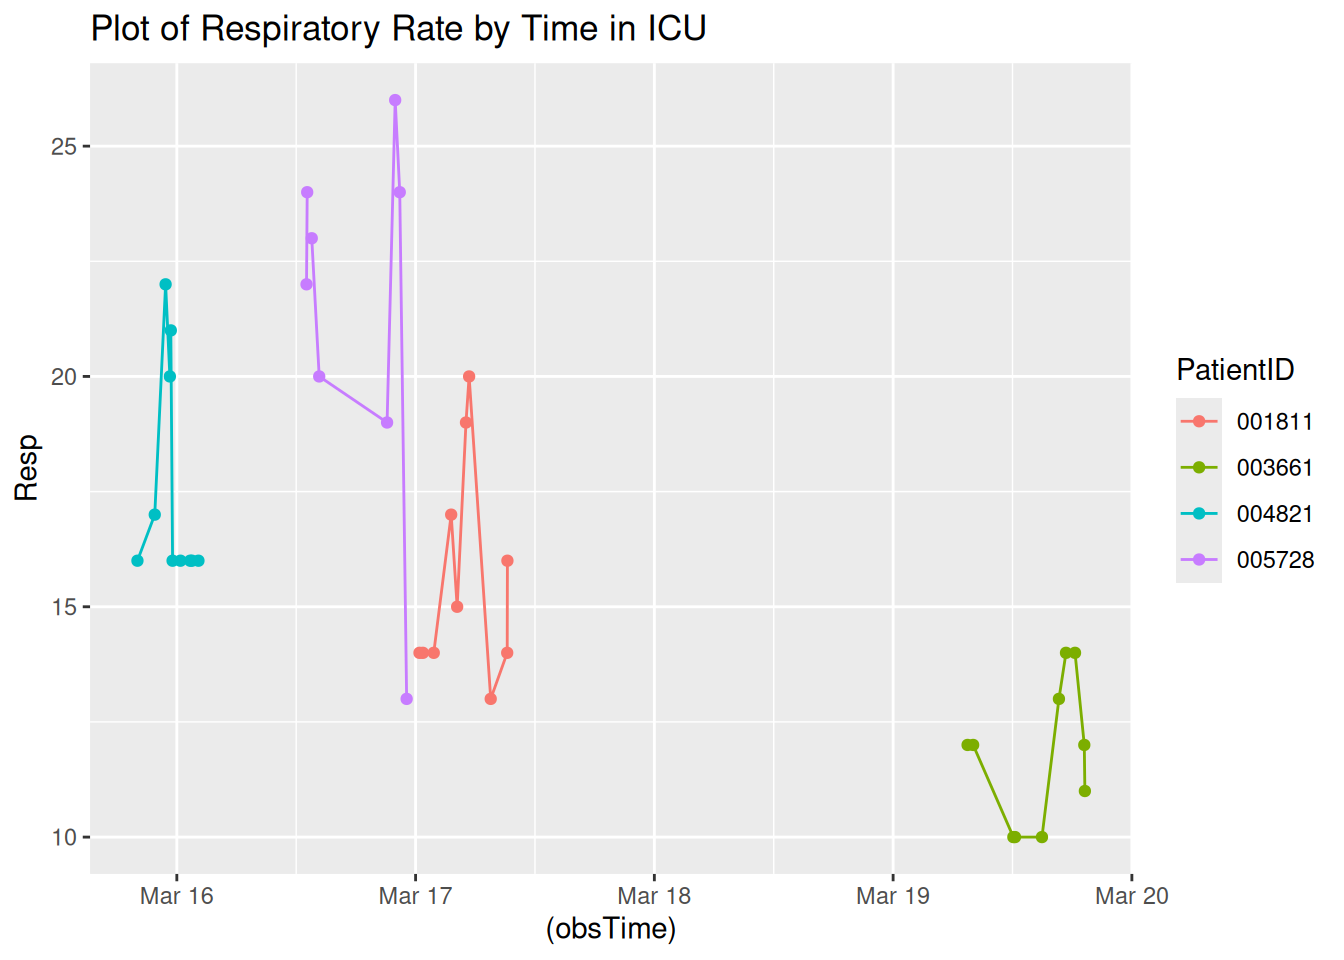 Plot of Respiratory Rate by Time in ICU
25
20
15
10
Resp
Mar 16
Mar 17
Mar 18
Mar 19
Mar 20
(obsTime)
PatientID
001811
003661
004821
005728